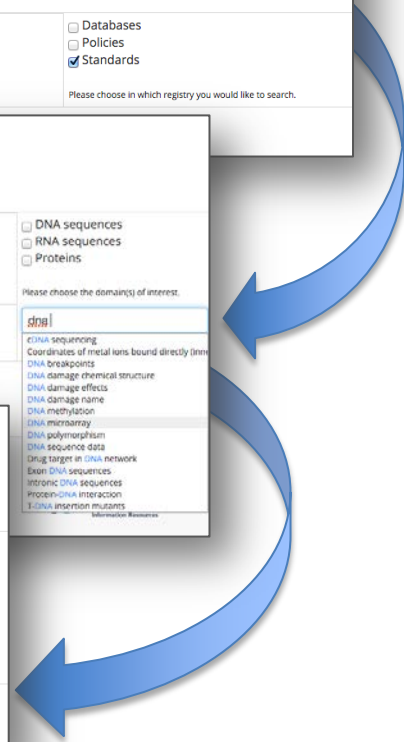 Databases
Policies
Standards
Please choose in which registry you would like to search.
DNA sequences
RNA sequences
Proteins
Please choose the domain(s) of interest.
dna
cDNA sequencing
Coordinates of metal ions bound directly (inne
DNA breakpoints
DNA damage chemical structure
DNA damage effects
DNA damage name
DNA methylation
DNA microarray
DNA polymorphism
DNA sequence data
Drug target in DNA network
Exon DNA sequences
Intronic DNA sequences
Protein-DNA interaction
T-DNA insertion mutants
Information Resources